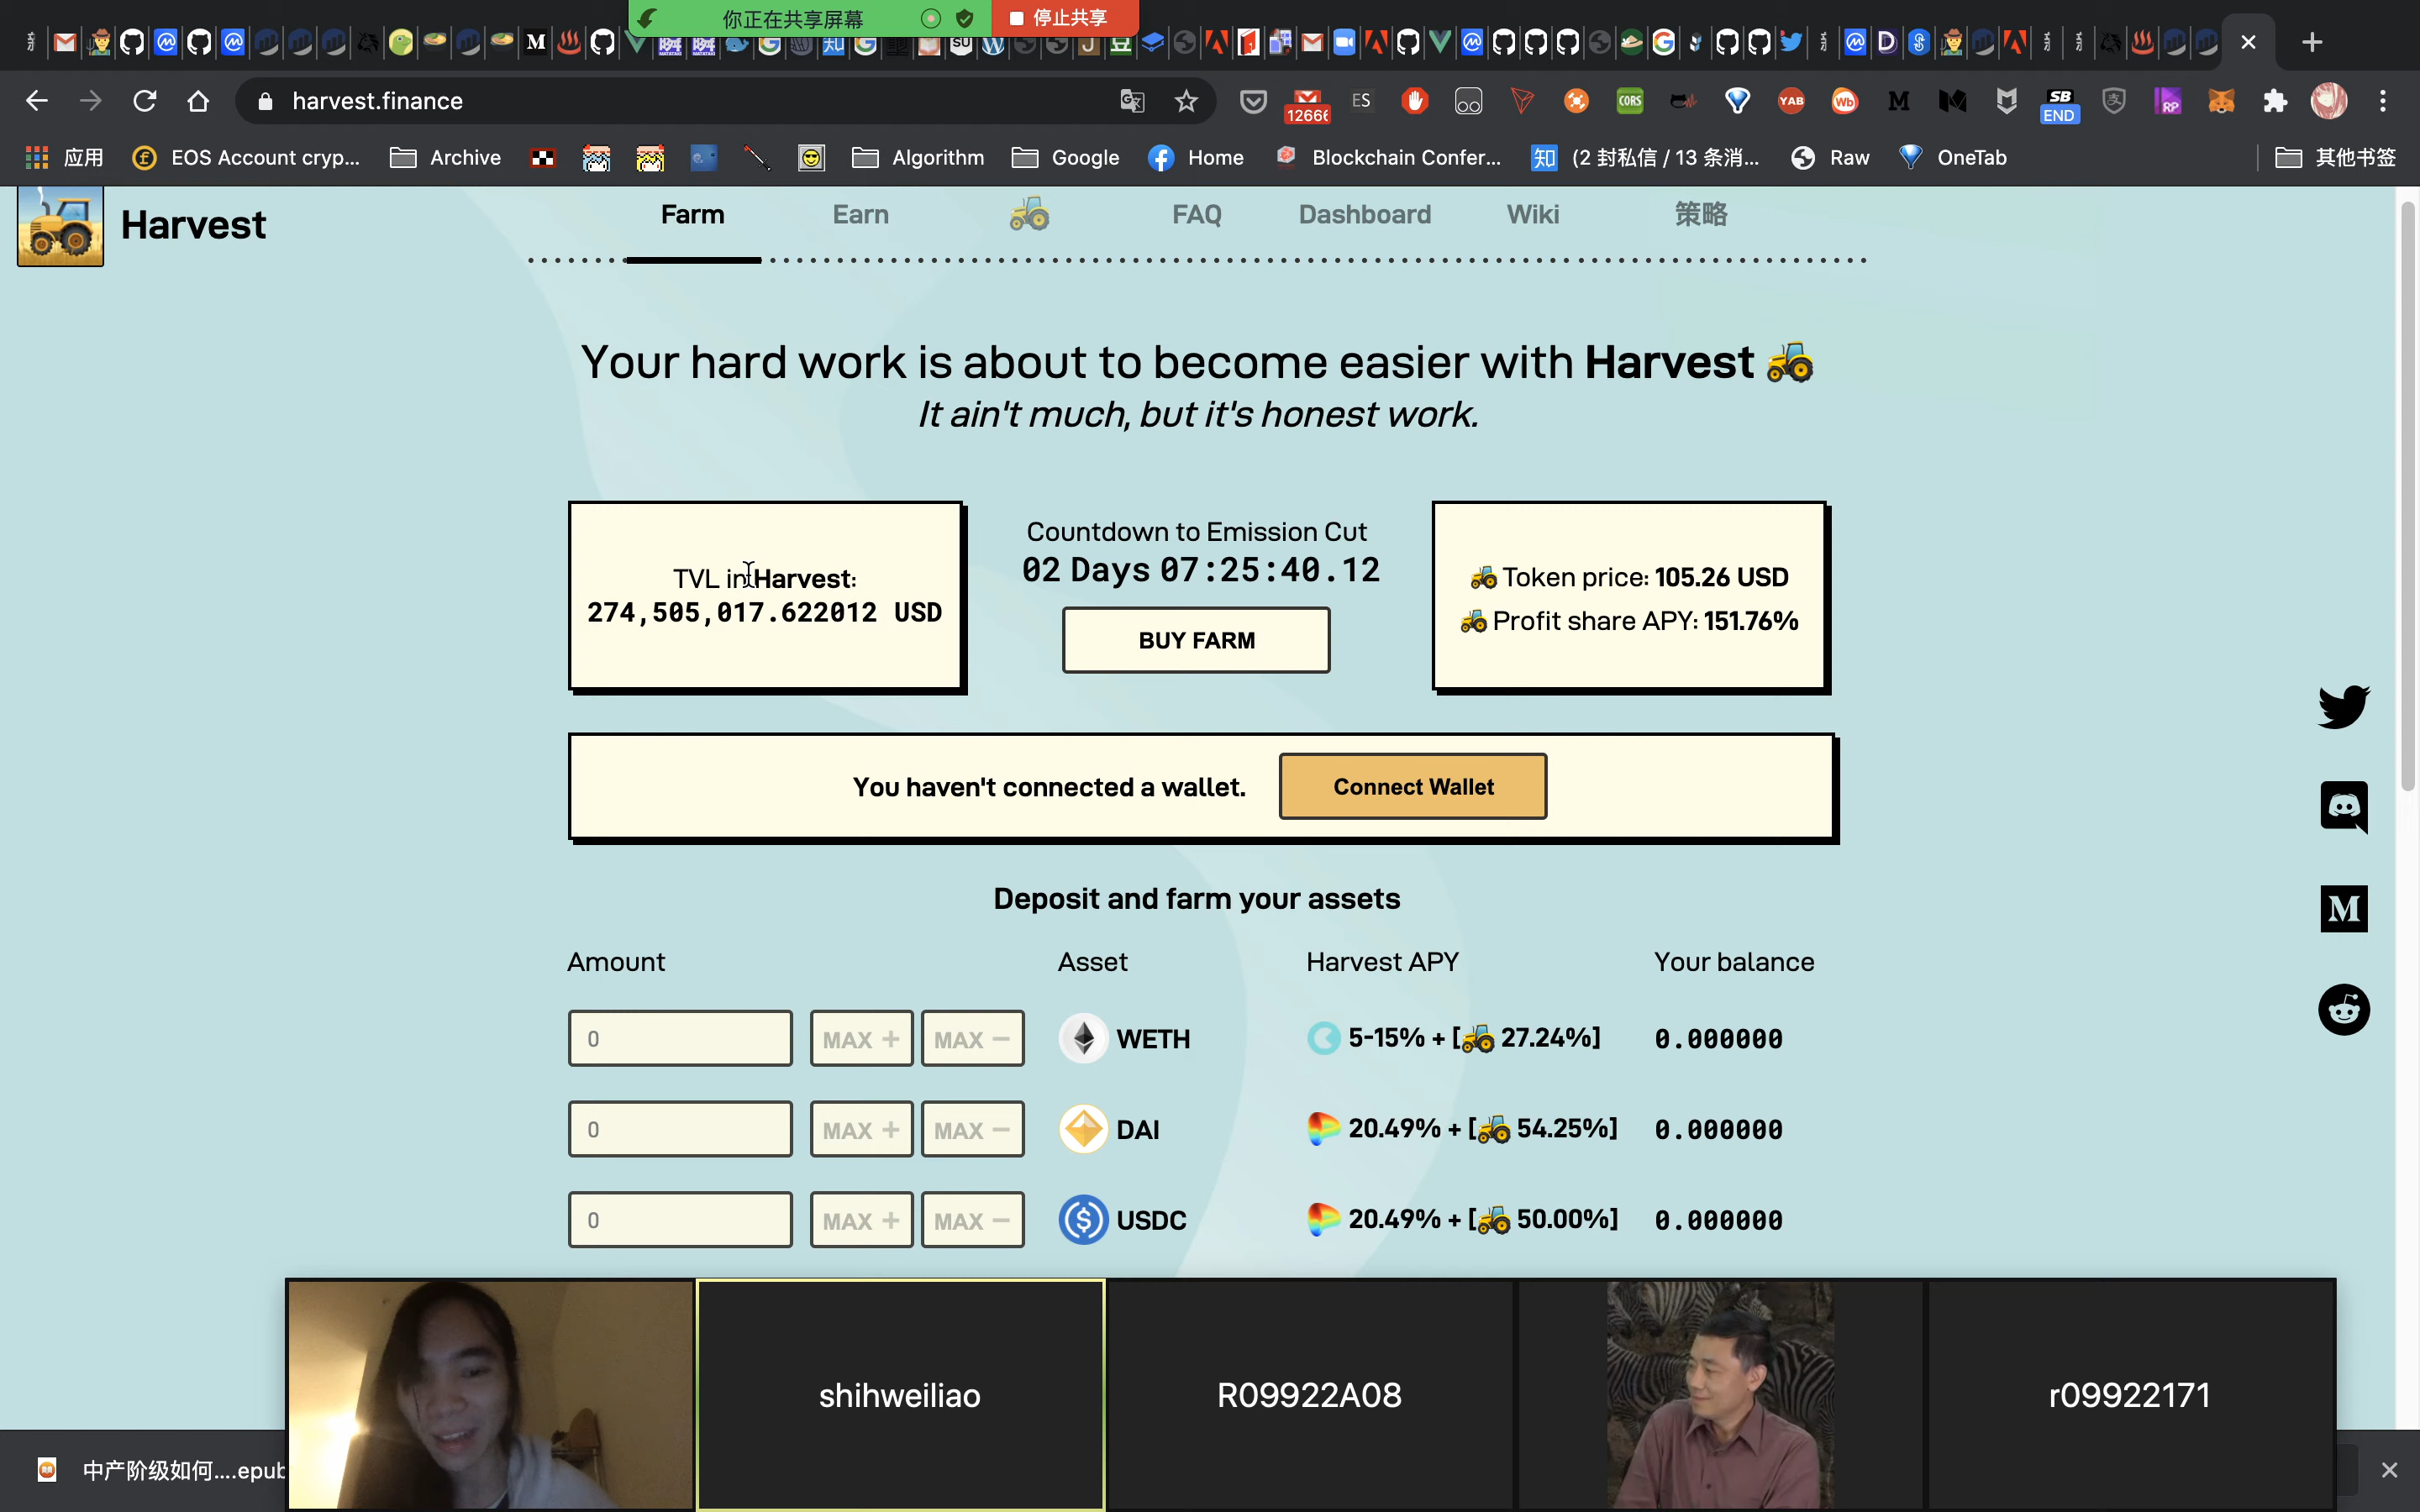 你正在共享屏幕
停止共享
harvest.finance
ES
CORS
YAB
Wb
SB
END
RP
应用
EOS Account cryp...
Archive
Algorithm
Google
Home
Blockchain Confer...
知
(2 封私信 / 13 条消...
Raw
OneTab
其他书签
Harvest
Farm
Earn
FAQ
Dashboard
Wiki
策略
Your hard work is about to become easier with Harvest
It ain't much, but it's honest work.
TVL in Harvest:
274,505,017.622012 USD
Countdown to Emission Cut
02 Days 07:25:40.12
BUY FARM
Token price: 105.26 USD
Profit share APY: 151.76%
You haven't connected a wallet.
Connect Wallet
Deposit and farm your assets
Amount
Asset
Harvest APY
Your balance
0
MAX +
MAX −
WETH
5-15% + [27.24%]
0.000000
0
MAX +
MAX −
DAI
20.49% + [54.25%]
0.000000
0
MAX +
MAX −
USDC
20.49% + [50.00%]
0.000000
shihweiliao
R09922A08
r09922171
中产阶级如何....epub